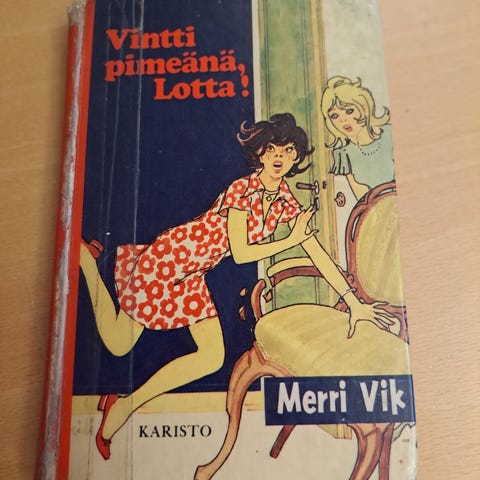 Vintti
pimeänä,
Lotta!
Merri Vik
KARISTO